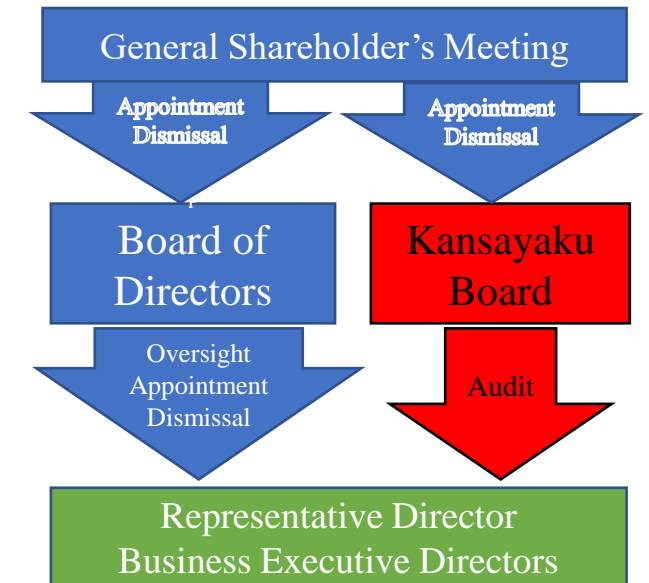 General Shareholder’s Meeting
Appointment
Dismissal
Appointment
Dismissal
Board of
Directors
Kansayaku
Board
Oversight
Appointment
Dismissal
Audit
Representative Director
Business Executive Directors